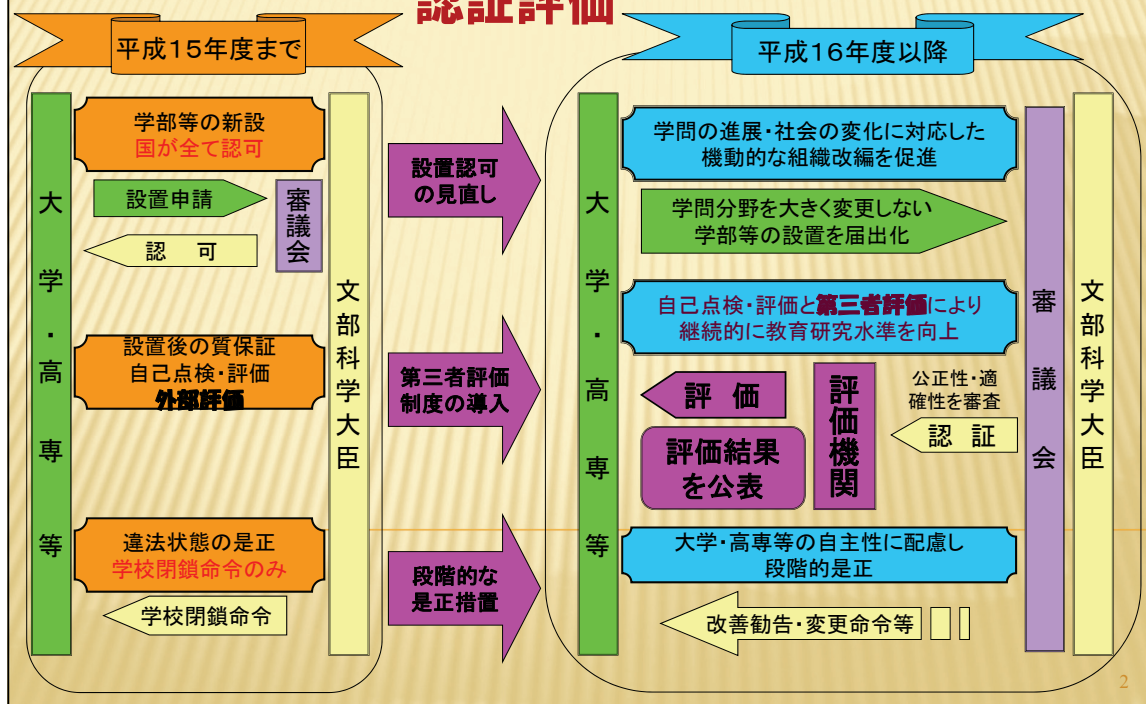 認証評価
平成15年度まで
大学・高専等
学部等の新設
国が全て認可
設置申請
認 可
審議会
設置後の質保証
自己点検・評価
外部評価
違法状態の是正
学校閉鎖命令のみ
学校閉鎖命令
文部科学大臣
設置認可
の見直し
第三者評価
制度の導入
段階的な
是正措置
平成16年度以降
大学・高専等
学問の進展・社会の変化に対応した
機動的な組織改編を促進
学問分野を大きく変更しない
学部等の設置を届出化
自己点検・評価と第三者評価により
継続的に教育研究水準を向上
評 価
評価結果
を公表
評価機関
公正性・適
確性を審査
認 証
大学・高専等の自主性に配慮し
段階的是正
改善勧告・変更命令等
審議会
文部科学大臣
2